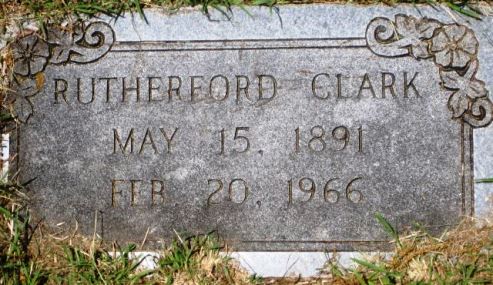 RUTHERFORD CLARK
MAY 15, 1891
FEB 20, 1966